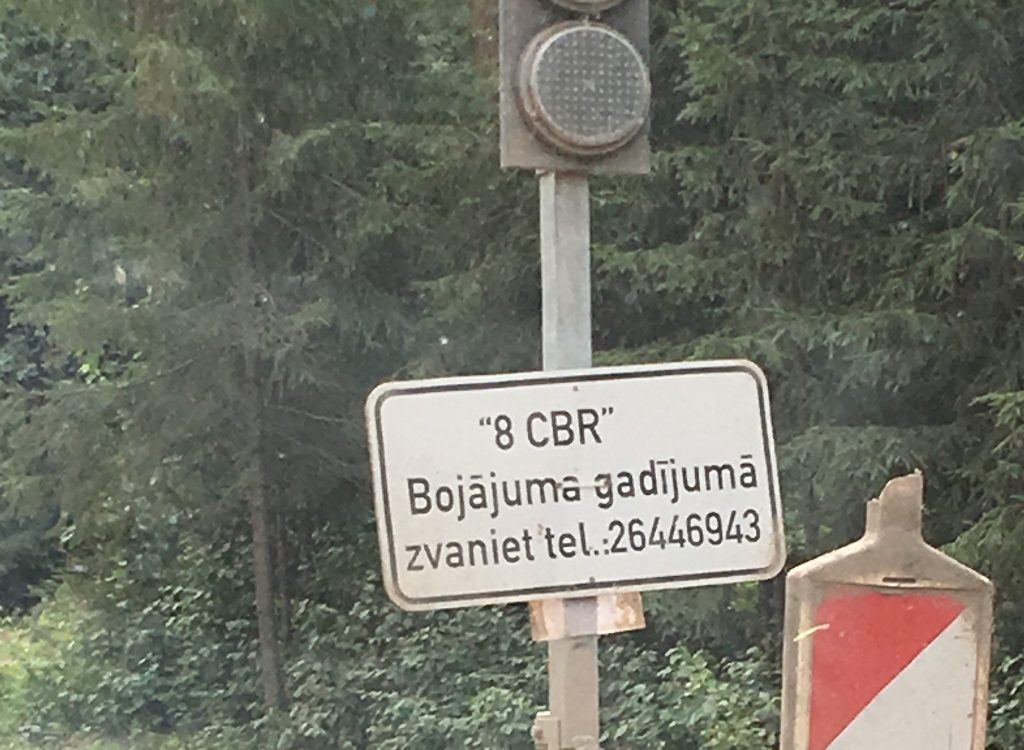 “8 CBR”
Bojājuma gadījumā
zvaniet tel.:26446943